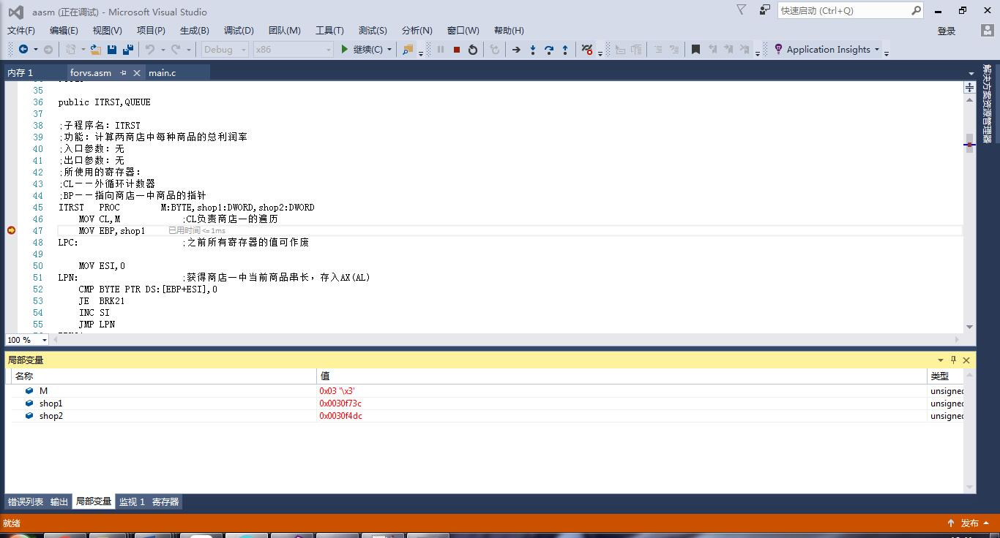 aasm (正在调试) - Microsoft Visual Studio
快速启动 (Ctrl+Q)
文件(F) 编辑(E) 视图(V) 项目(P) 生成(B) 调试(D) 团队(M) 工具(T) 测试(S) 分析(N) 窗口(W) 帮助(H) 登录
Debug x86 继续(C) Application Insights
内存 1 forvs.asm main.c
解决方案资源管理器
35
36 public ITRST,QUEUE
37
38 ;子程序名: ITRST
39 ;功能: 计算两商店中每种商品的总利润率
40 ;入口参数: 无
41 ;出口参数: 无
42 ;所使用的寄存器:
43 ;CL——外循环计数器
44 ;BP——指向商店一中商品的指针
45 ITRST PROC M:BYTE,shop1:DWORD,shop2:DWORD
46 MOV CL,M ;CL负责商店一的遍历
47 MOV EBP,shop1 已用时间 <= 1ms
48 LPC: ;之前所有寄存器的值可作废
49
50 MOV ESI,0
51 LPN: ;获得商店一中当前商品串长，存入AX(AL)
52 CMP BYTE PTR DS:[EBP+ESI],0
53 JE BRK21
54 INC SI
55 JMP LPN
100 %
局部变量
名称 值 类型
M 0x03 '\x3' unsigned
shop1 0x0030f73c unsigned
shop2 0x0030f4dc unsigned
错误列表 输出 局部变量 监视 1 寄存器
就绪 发布